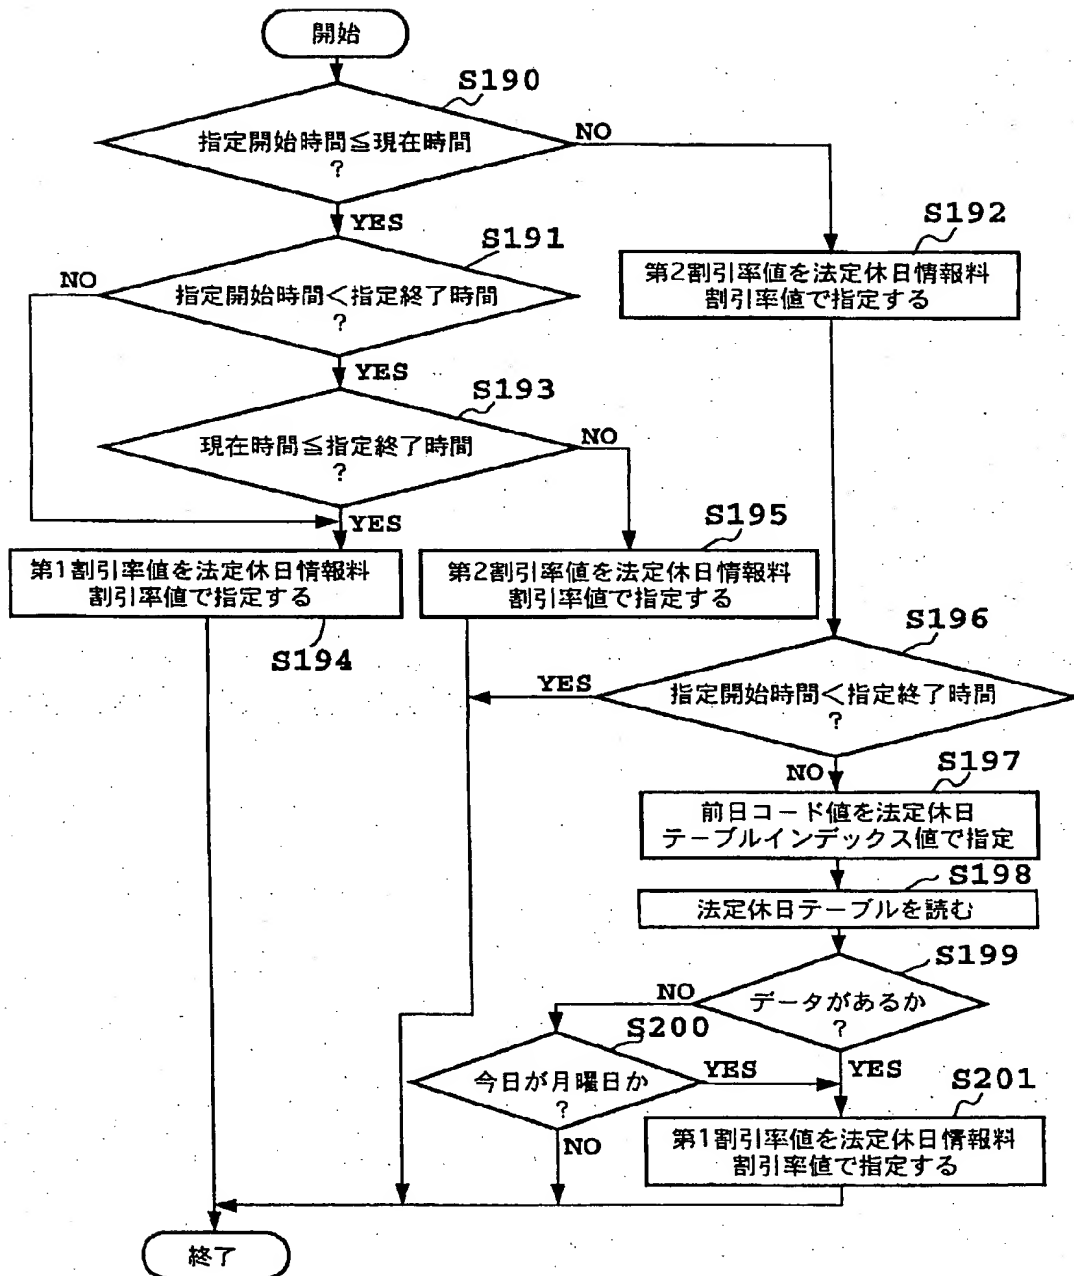 開始
S190
指定開始時間≦現在時間
?
NO
YES
S191
NO
指定開始時間<指定終了時間
?
S192
第2割引率値を法定休日情報料
割引率値で指定する
YES
S193
現在時間≦指定終了時間
?
NO
YES
S194
第1割引率値を法定休日情報料
割引率値で指定する
S195
第2割引率値を法定休日情報料
割引率値で指定する
S196
YES
指定開始時間<指定終了時間
?
NO
S197
前日コード値を法定休日
テーブルインデックス値で指定
S198
法定休日テーブルを読む
S199
NO
データがあるか
?
YES
S200
今日が月曜日か
?
YES
NO
S201
第1割引率値を法定休日情報料
割引率値で指定する
終了